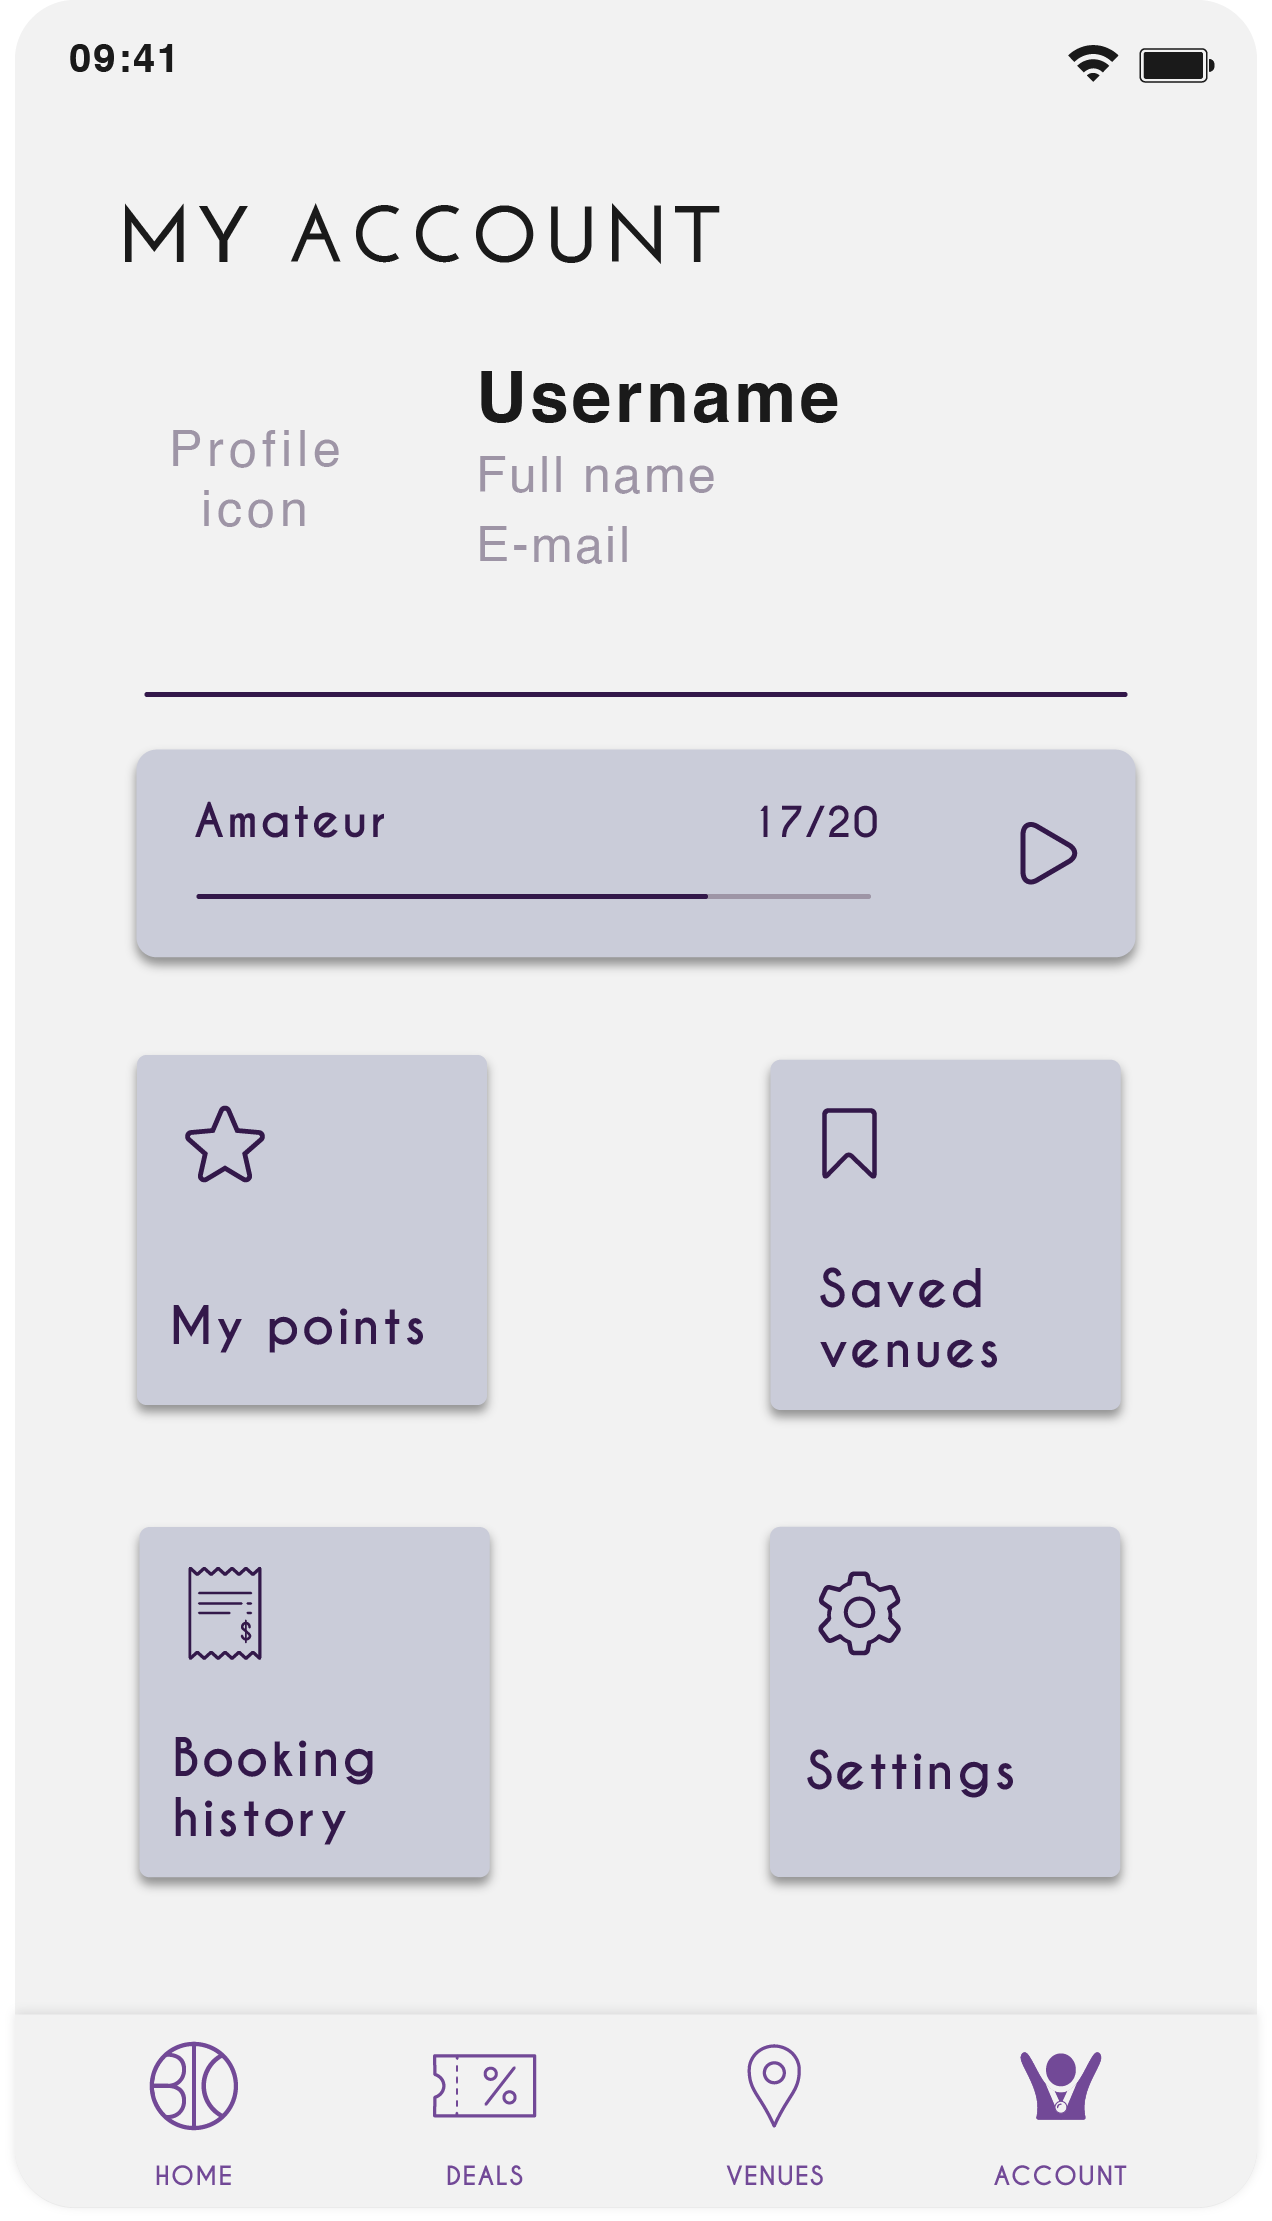 09:41
MY ACCOUNT
Profile
icon
Username
Full name
E-mail
Amateur 17/20
My points
Saved
venues
$
Booking
history
Settings
%
HOME DEALS VENUES ACCOUNT